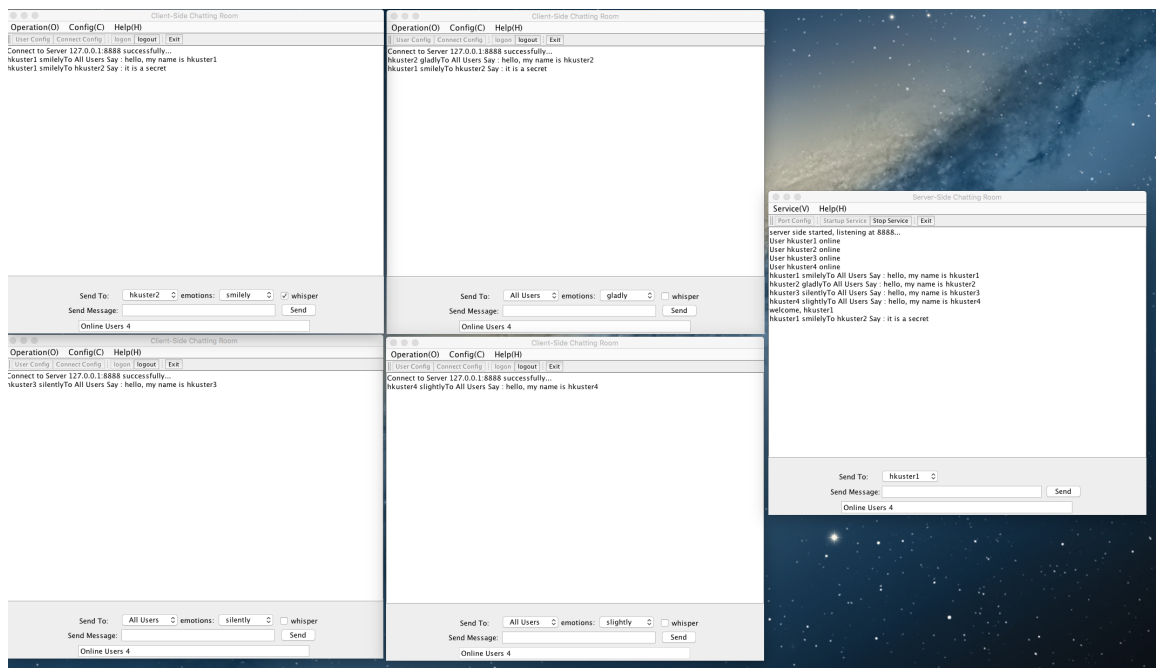 Client-Side Chatting Room
Operation(O) Config(C) Help(H)
User Config Connect Config logon logout Exit
Connect to Server 127.0.0.1:8888 successfully...
hkuster1 smilelyTo All Users Say : hello, my name is hkuster1
hkuster1 smilelyTo hkuster2 Say : it is a secret
Send To: hkuster2 emotions: smilely whisper
Send Message: Send
Online Users 4
Client-Side Chatting Room
Operation(O) Config(C) Help(H)
User Config Connect Config logon logout Exit
Connect to Server 127.0.0.1:8888 successfully...
hkuster2 gladlyTo All Users Say : hello, my name is hkuster2
hkuster1 smilelyTo hkuster2 Say : it is a secret
Send To: All Users emotions: gladly whisper
Send Message: Send
Online Users 4
Server-Side Chatting Room
Service(V) Help(H)
Port Config Startup Service Stop Service Exit
server side started, listening at 8888...
User hkuster1 online
User hkuster2 online
User hkuster3 online
User hkuster4 online
hkuster1 smilelyTo All Users Say : hello, my name is hkuster1
hkuster2 gladlyTo All Users Say : hello, my name is hkuster2
hkuster3 silentlyTo All Users Say : hello, my name is hkuster3
hkuster4 slightlyTo All Users Say : hello, my name is hkuster4
welcome, hkuster1
hkuster1 smilelyTo hkuster2 Say : it is a secret
Send To: hkuster1
Send Message: Send
Online Users 4
Client-Side Chatting Room
Operation(O) Config(C) Help(H)
User Config Connect Config logon logout Exit
Connect to Server 127.0.0.1:8888 successfully...
hkuster3 silentlyTo All Users Say : hello, my name is hkuster3
Send To: All Users emotions: silently whisper
Send Message: Send
Online Users 4
Client-Side Chatting Room
Operation(O) Config(C) Help(H)
User Config Connect Config logon logout Exit
Connect to Server 127.0.0.1:8888 successfully...
hkuster4 slightlyTo All Users Say : hello, my name is hkuster4
Send To: All Users emotions: slightly whisper
Send Message: Send
Online Users 4